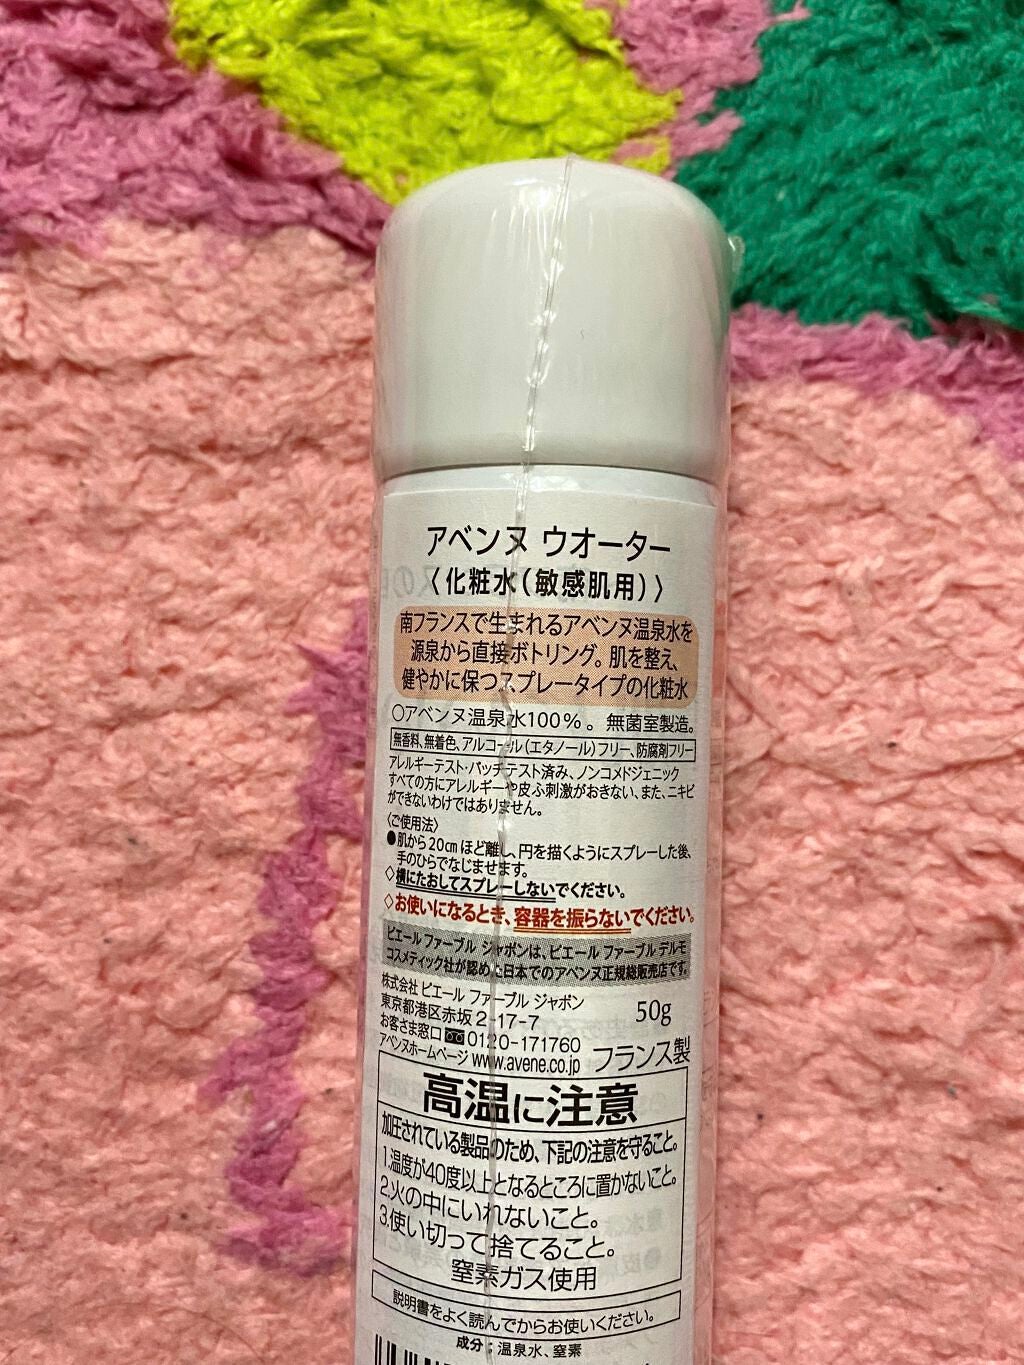 アベンヌ ウオーター
〈化粧水(敏感肌用)〉
南フランスで生まれるアベンヌ温泉水を
源泉から直接ボトリング。肌を整え、
健やかに保つスプレータイプの化粧水
○アベンヌ温泉水100%。無菌室製造。
無香料、無着色、アルコール(エタノール)フリー、防腐剤フリー
アレルギーテスト・パッチテスト済み、ノンコメドジェニック
すべての方にアレルギーや皮ふ刺激がおきない、また、ニキビ
ができないわけではありません。
〈ご使用法〉
●肌から20cmほど離し、円を描くようにスプレーした後、
手のひらでなじませます。
◇横にたおしてスプレーしないでください。
◇お使いになるとき、容器を振らないでください。
ピエール ファーブル ジャポンは、ピエール ファーブル デルモ
コスメティック社が認めた日本でのアベンヌ正規総販売店です。
株式会社 ピエール ファーブル ジャポン
東京都港区赤坂 2-17-7 50g
お客さま窓口 0120-171760
アベンヌホームページ www.avene.co.jp フランス製
高温に注意
加圧されている製品のため、下記の注意を守ること。
1.温度が40度以上となるところに置かないこと。
2.火の中にいれないこと。
3.使い切って捨てること。
窒素ガス使用
説明書をよく読んでからお使いください。
成分:温泉水、窒素